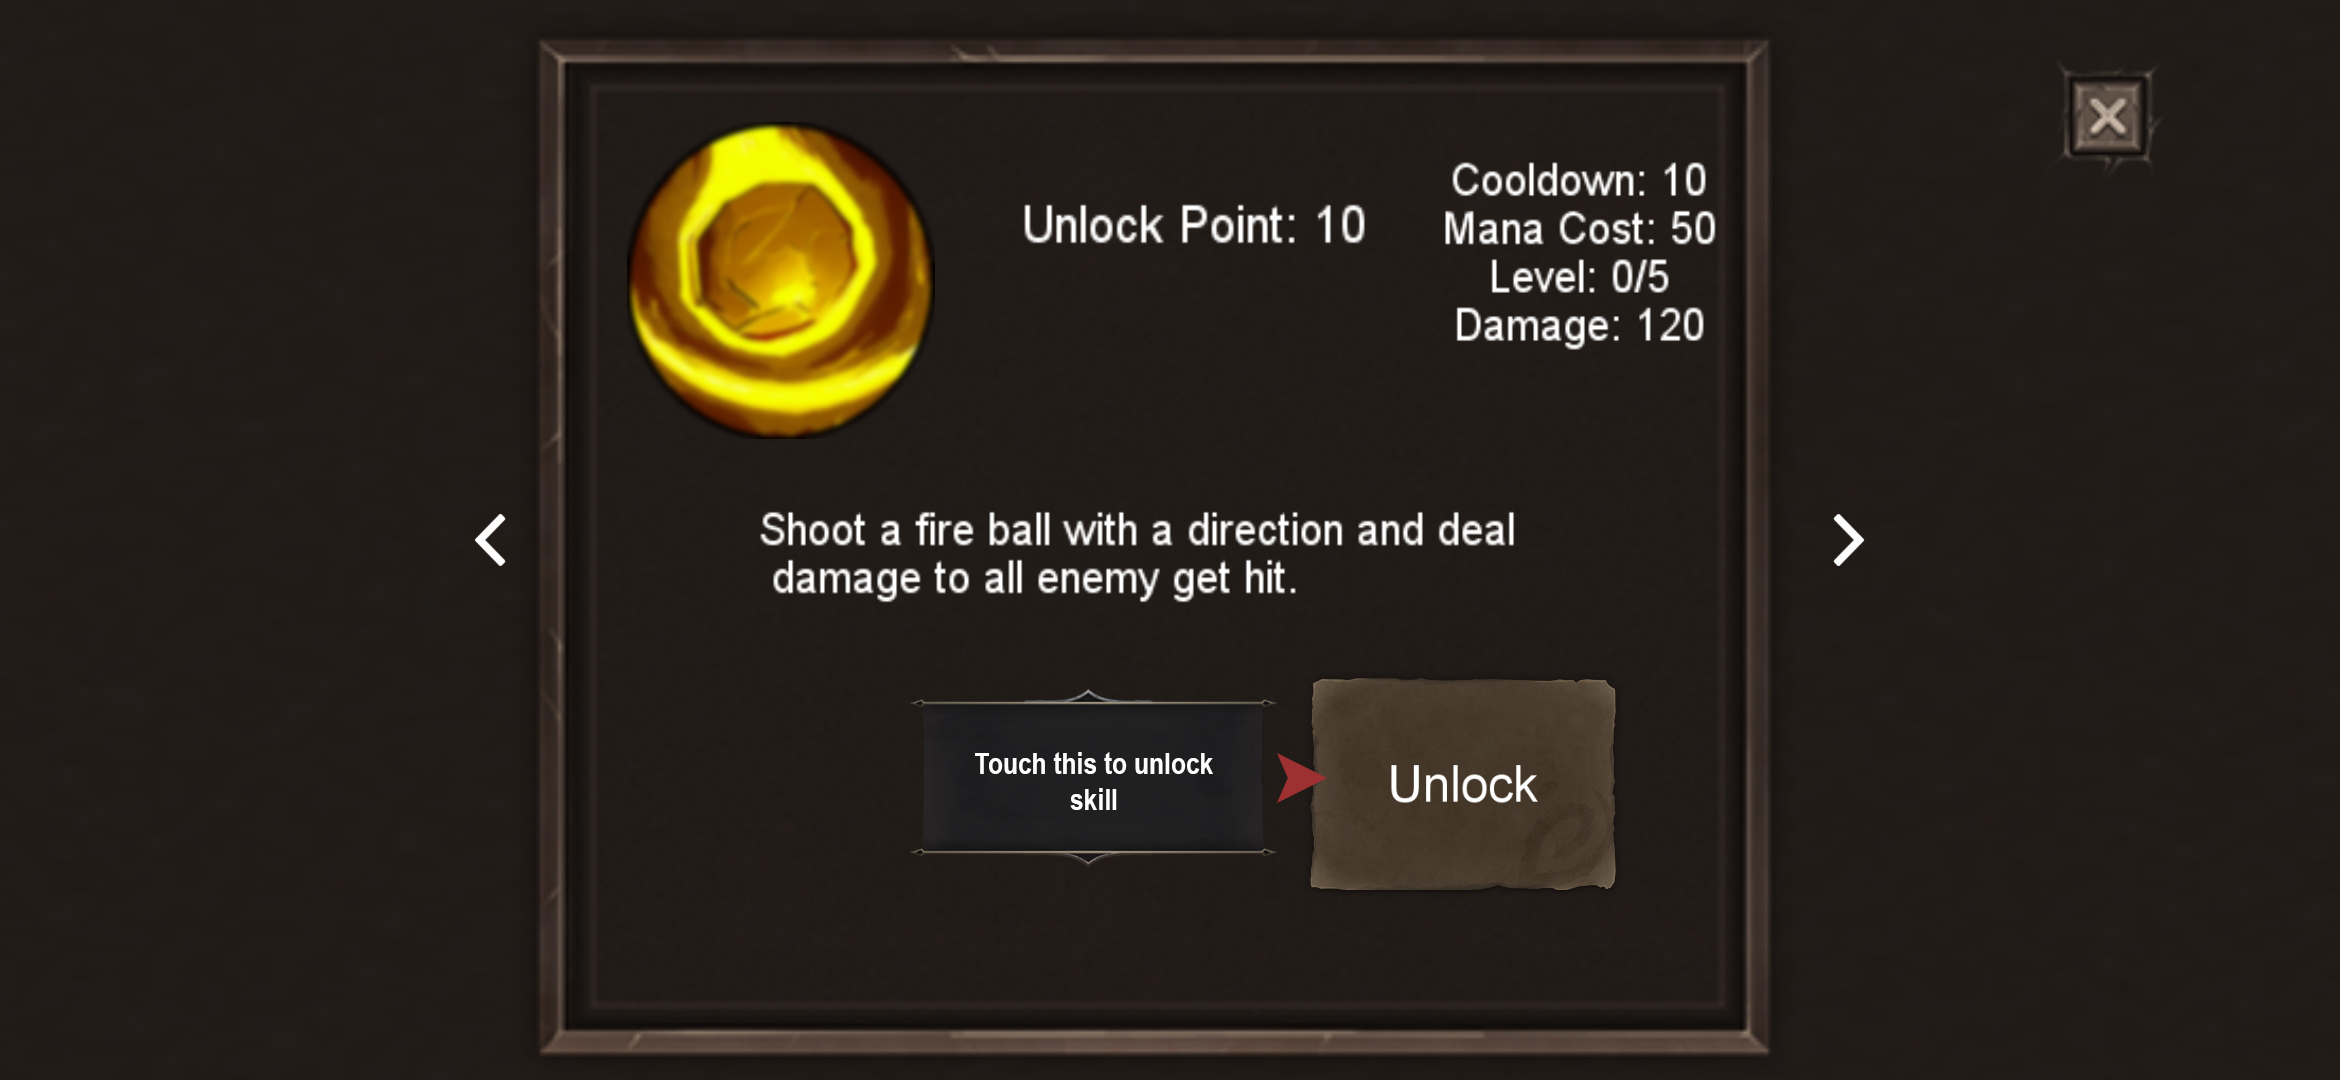 Unlock Point: 10
Cooldown: 10
Mana Cost: 50
Level: 0/5
Damage: 120
Shoot a fire ball with a direction and deal
damage to all enemy get hit.
Touch this to unlock
skill
Unlock